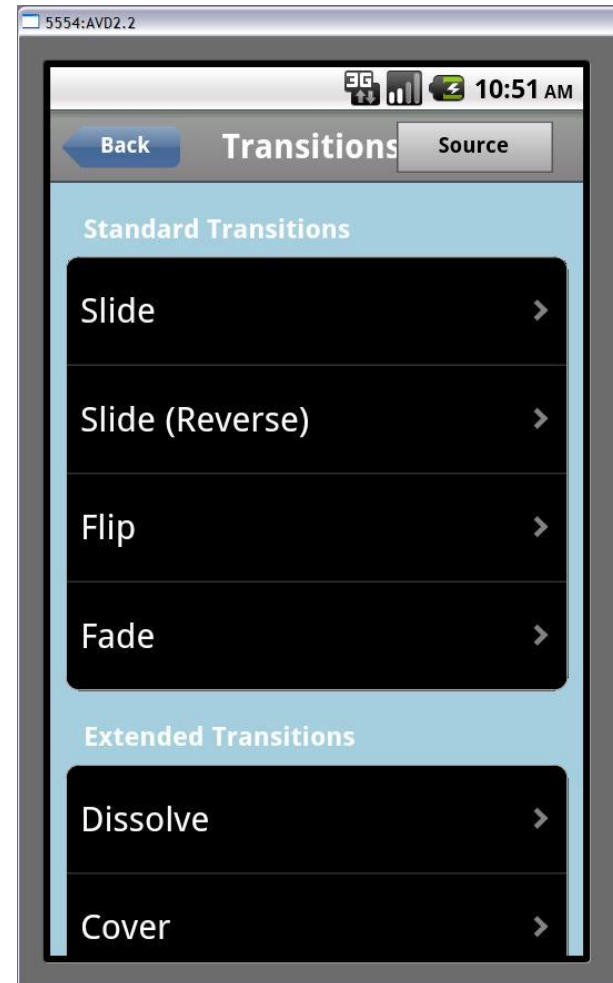 5554:AVD2.2
3G 10:51 AM
Back Transitions Source
Standard Transitions
Slide
Slide (Reverse)
Flip
Fade
Extended Transitions
Dissolve
Cover